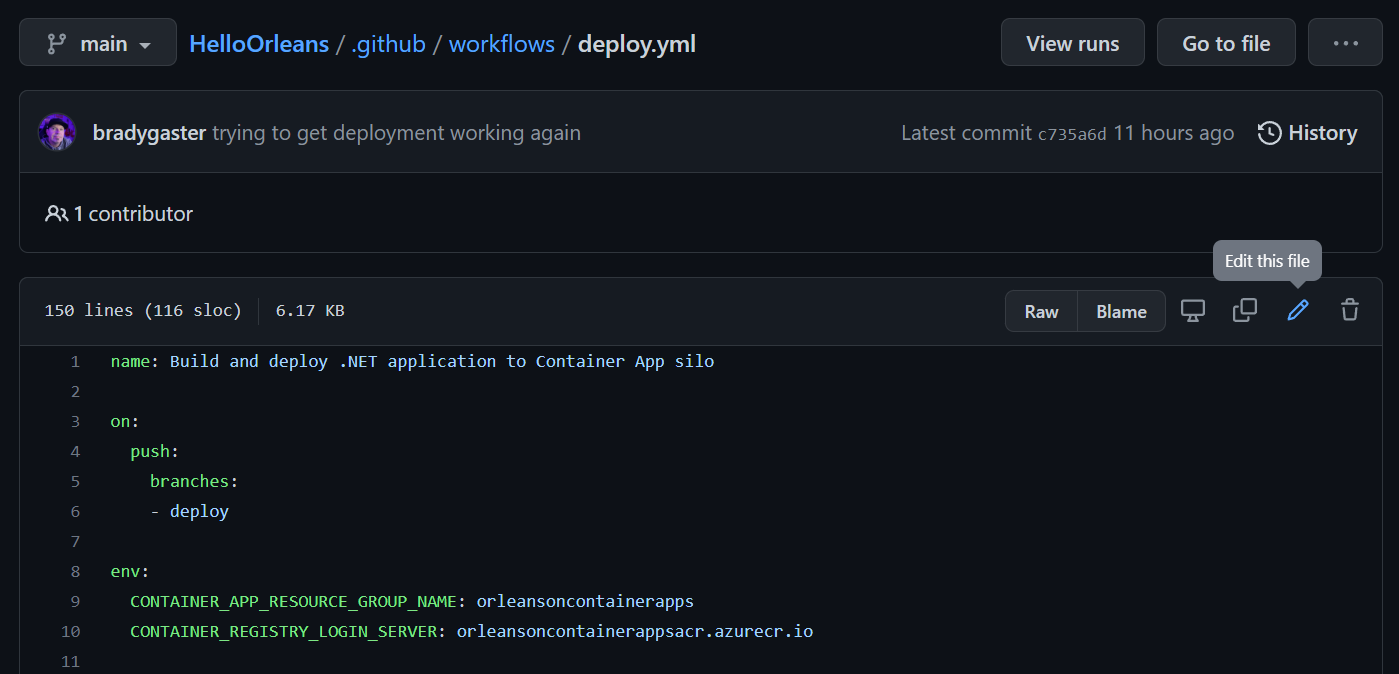 main HelloOrleans / .github / workflows / deploy.yml View runs Go to file ...
bradygaster trying to get deployment working again Latest commit c735a6d 11 hours ago History
1 contributor
Edit this file
150 lines (116 sloc) 6.17 KB Raw Blame
1 name: Build and deploy .NET application to Container App silo
2
3 on:
4   push:
5     branches:
6     - deploy
7
8 env:
9   CONTAINER_APP_RESOURCE_GROUP_NAME: orleansoncontainerapps
10   CONTAINER_REGISTRY_LOGIN_SERVER: orleansoncontainerappsacr.azurecr.io
11